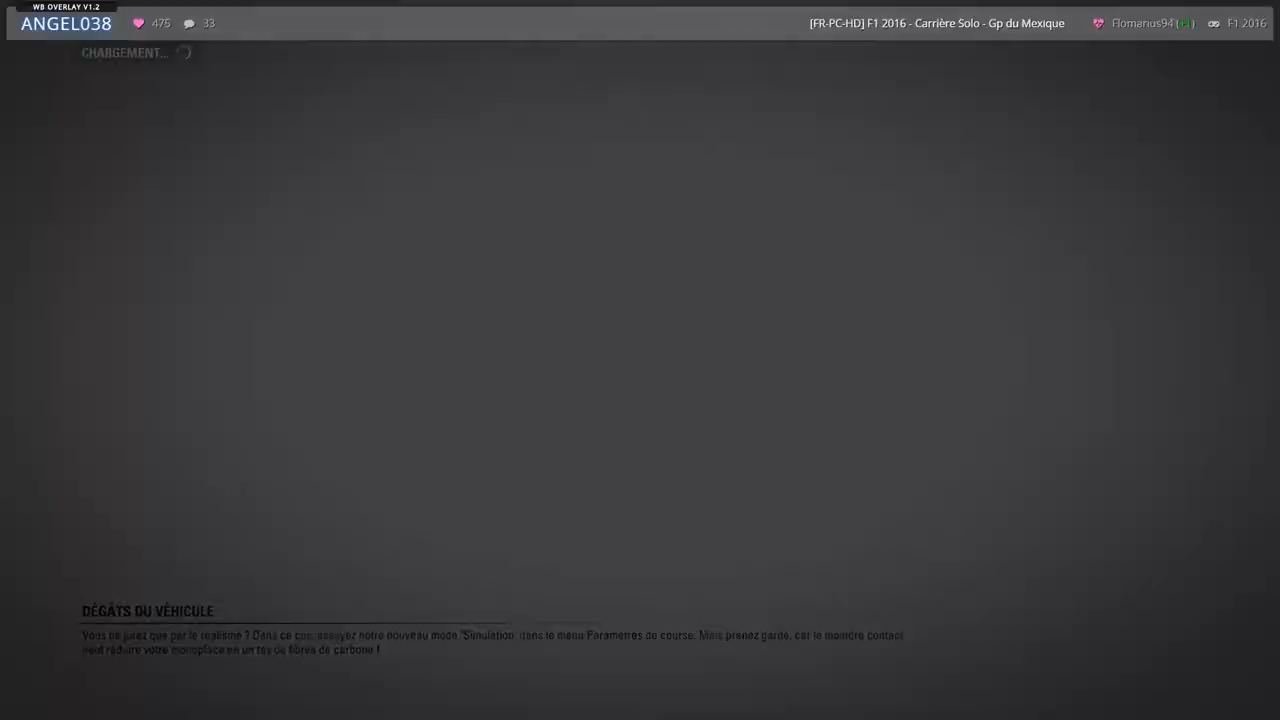 WB OVERLAY V1.2
ANGEL038 475 33 [FR-PC-HD] F1 2016 - Carrière Solo - Gp du Mexique Flomarius94 (+1) F1 2016
CHARGEMENT...
DÉGÂTS DU VÉHICULE
Vous ne jurez que par le réalisme ? Dans ce cas, essayez notre nouveau mode "Simulation" dans le menu Paramètres de course. Mais prenez garde, car le moindre contact
peut réduire votre monoplace en un tas de fibres de carbone !